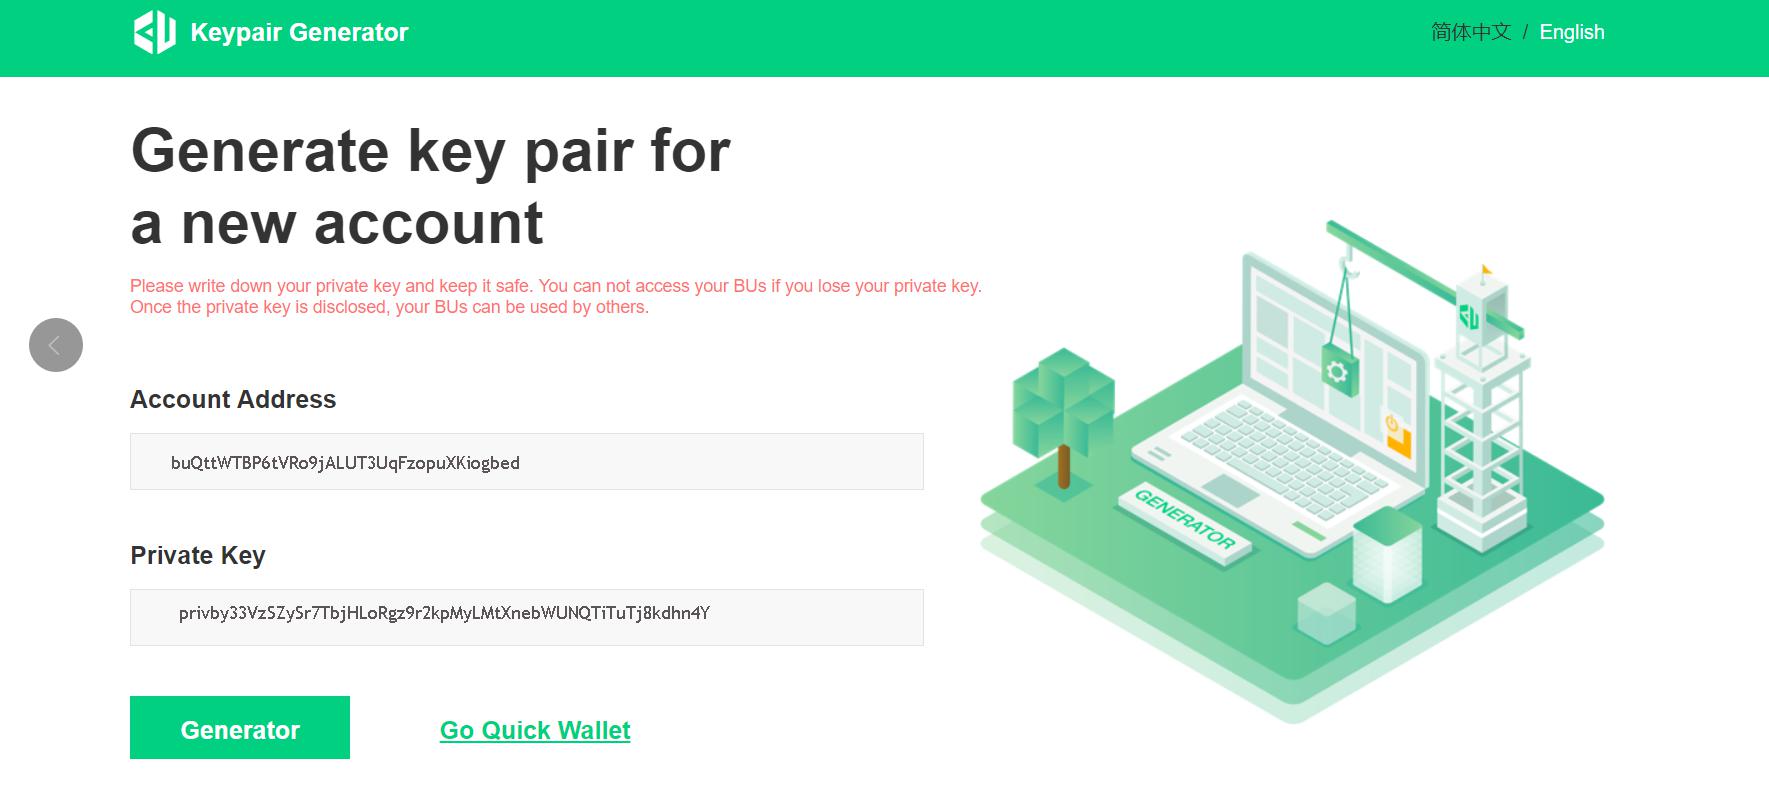 Keypair Generator
简体中文 / English
Generate key pair for
a new account
Please write down your private key and keep it safe. You can not access your BUs if you lose your private key.
Once the private key is disclosed, your BUs can be used by others.
Account Address
buQttWTBP6tVRo9jALUT3UqFzopuXKiogbed
Private Key
privby33VzSZySr7TbjHLoRgz9r2kpMyLMtXnebWUNQTiTuTj8kdhn4Y
Generator
Go Quick Wallet
GENERATOR